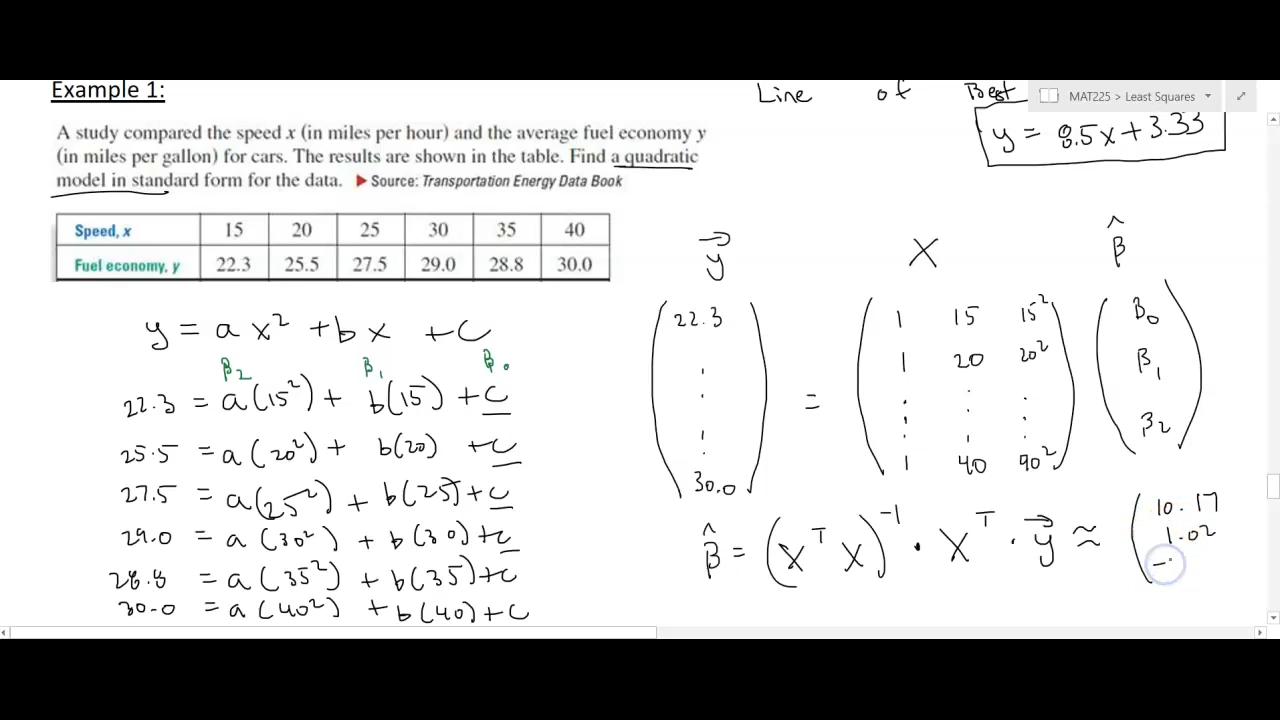 Example 1:
Line of Best
MAT225 > Least Squares
y = 8.5x + 3.33
A study compared the speed x (in miles per hour) and the average fuel economy y
(in miles per gallon) for cars. The results are shown in the table. Find a quadratic
model in standard form for the data. ▶ Source: Transportation Energy Data Book
Speed, x 15 20 25 30 35 40
Fuel economy, y 22.3 25.5 27.5 29.0 28.8 30.0
y = a x² + b x + c
β₂ β₁ β₀
22.3 = a(15²) + b(15) + c
25.5 = a(20²) + b(20) + c
27.5 = a(25²) + b(25) + c
29.0 = a(30²) + b(30) + c
28.8 = a(35²) + b(35) + c
30.0 = a(40²) + b(40) + c
y⃗ X β̂
22.3 1 15 15² β₀
. = 1 20 20² β₁
. : . : β₂
30.0 1 40 40²
β̂ = (XᵀX)⁻¹ · Xᵀ · y⃗ ≈ (10.17
1.02
-.